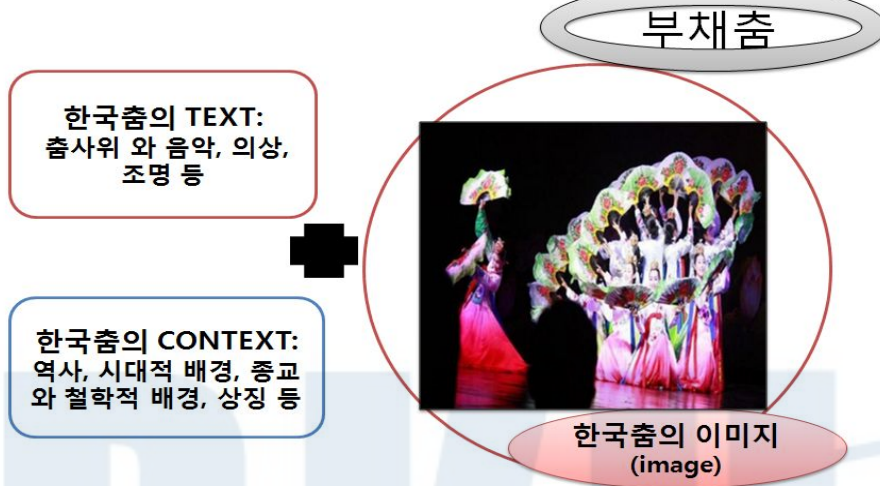 부채춤
한국춤의 TEXT:
춤사위 와 음악, 의상,
조명 등
한국춤의 CONTEXT:
역사, 시대적 배경, 종교
와 철학적 배경, 상징 등
한국춤의 이미지
(image)